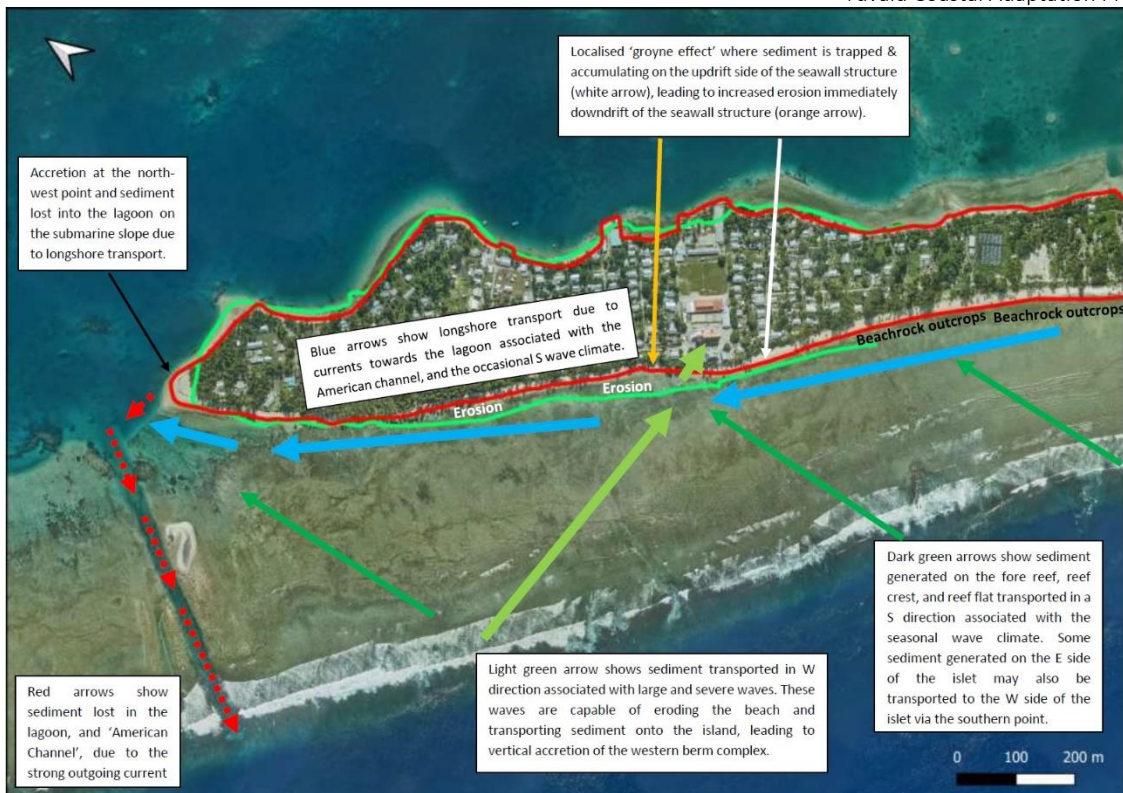 Localised ‘groyne effect’ where sediment is trapped &
accumulating on the updrift side of the seawall structure
(white arrow), leading to increased erosion immediately
downdrift of the seawall structure (orange arrow).
Accretion at the north-
west point and sediment
lost into the lagoon on
the submarine slope due
to longshore transport.
Blue arrows show longshore transport due to
currents towards the lagoon associated with the
American channel, and the occasional S wave climate.
Beachrock outcrops
Beachrock outcrops
Erosion
Erosion
Dark green arrows show sediment
generated on the fore reef, reef
crest, and reef flat transported in a
S direction associated with the
seasonal wave climate. Some
sediment generated on the E side
of the islet may also be
transported to the W side of the
islet via the southern point.
Light green arrow shows sediment transported in W
direction associated with large and severe waves. These
waves are capable of eroding the beach and
transporting sediment onto the island, leading to
vertical accretion of the western berm complex.
Red arrows show
sediment lost in the
lagoon, and ‘American
Channel’, due to the
strong outgoing current
0 100 200 m